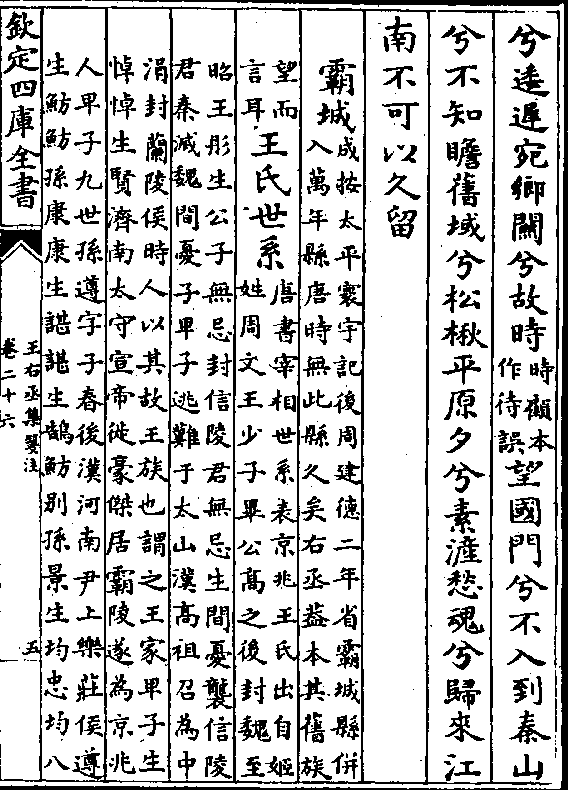 兮逶遲宛鄉關兮故時時顧本作待誤望國門兮不入到秦山
兮不知瞻舊域兮松楸平原夕兮素滻愁魂兮歸來江
南不可以久留
霸城成按太平寰宇記後周建德二年省霸城縣併
入萬年縣唐時無此縣久矣右丞葢本其舊族
望而言耳王氏世系唐書宰相世系表京兆王氏出自姬
姓周文王少子畢公高之後封魏至
昭王彤生公子無忌封信陵君無忌生間憂襲信陵
君秦滅魏間憂子卑子逃難于太山漢高祖召為中
涓封蘭陵侯時人以其故王族也謂之王家卑子生
悼悼生賢濟南太守宣帝徙豪傑居霸陵遂為京兆
人卑子九世孫遵字子春後漢河南尹上樂莊侯遵
生魴魴孫康康生諶諶生鵠魴别孫景生均忠均八
欽定四庫全書
王右丞集箋注
卷二十六
五